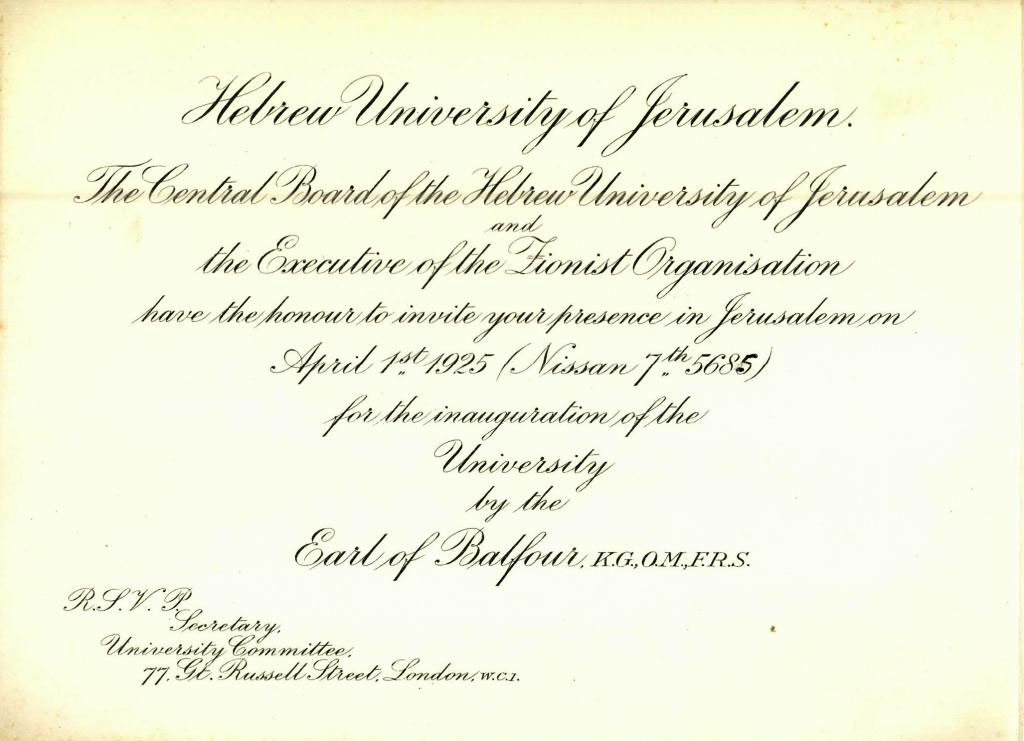 Hebrew University of Jerusalem.
The Central Board of the Hebrew University of Jerusalem
and
the Executive of the Zionist Organisation
have the honour to invite your presence in Jerusalem on
April 1st 1925 (Nissan 7th 5685)
for the inauguration of the
University
by the
Earl of Balfour, K.G., O.M., F.R.S.
R.S.V.P.
Secretary,
University Committee,
77, Gt. Russell Street, London, W.C.1.